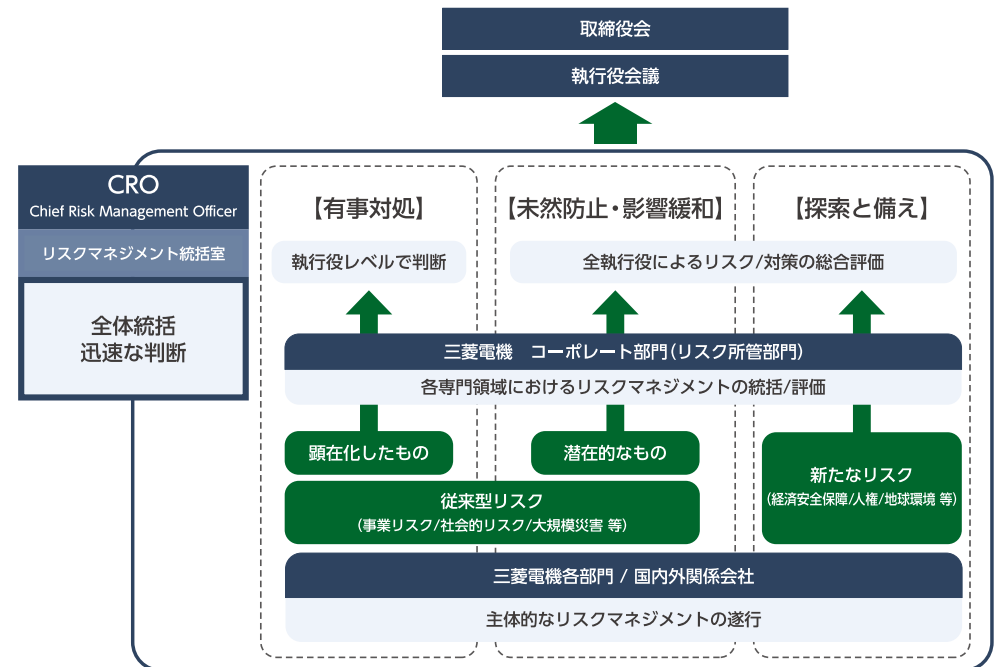 取締役会
執行役会議
CRO
Chief Risk Management Officer
リスクマネジメント統括室
全体統括
迅速な判断
【有事対処】
【未然防止・影響緩和】
【探索と備え】
執行役レベルで判断
全執行役によるリスク/対策の総合評価
三菱電機　コーポレート部門(リスク所管部門)
各専門領域におけるリスクマネジメントの統括/評価
顕在化したもの
潜在的なもの
従来型リスク
(事業リスク/社会的リスク/大規模災害 等)
新たなリスク
(経済安全保障/人権/地球環境 等)
三菱電機各部門 / 国内外関係会社
主体的なリスクマネジメントの遂行